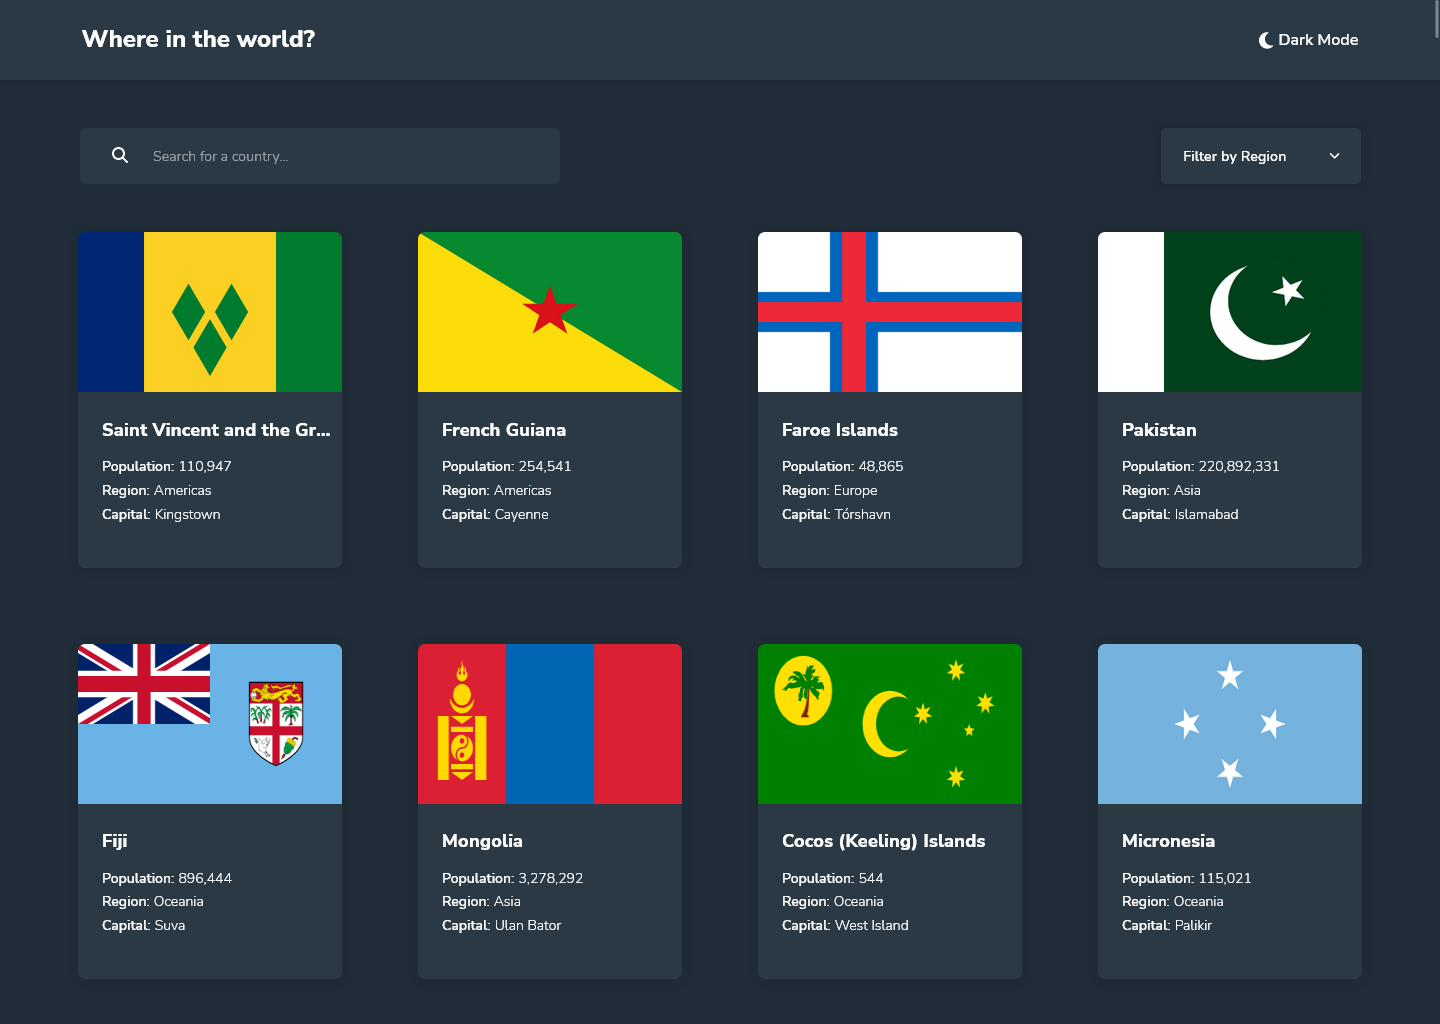 Where in the world?
Dark Mode
Search for a country...
Filter by Region
Saint Vincent and the Gr...
Population: 110,947
Region: Americas
Capital: Kingstown
French Guiana
Population: 254,541
Region: Americas
Capital: Cayenne
Faroe Islands
Population: 48,865
Region: Europe
Capital: Tórshavn
Pakistan
Population: 220,892,331
Region: Asia
Capital: Islamabad
Fiji
Population: 896,444
Region: Oceania
Capital: Suva
Mongolia
Population: 3,278,292
Region: Asia
Capital: Ulan Bator
Cocos (Keeling) Islands
Population: 544
Region: Oceania
Capital: West Island
Micronesia
Population: 115,021
Region: Oceania
Capital: Palikir